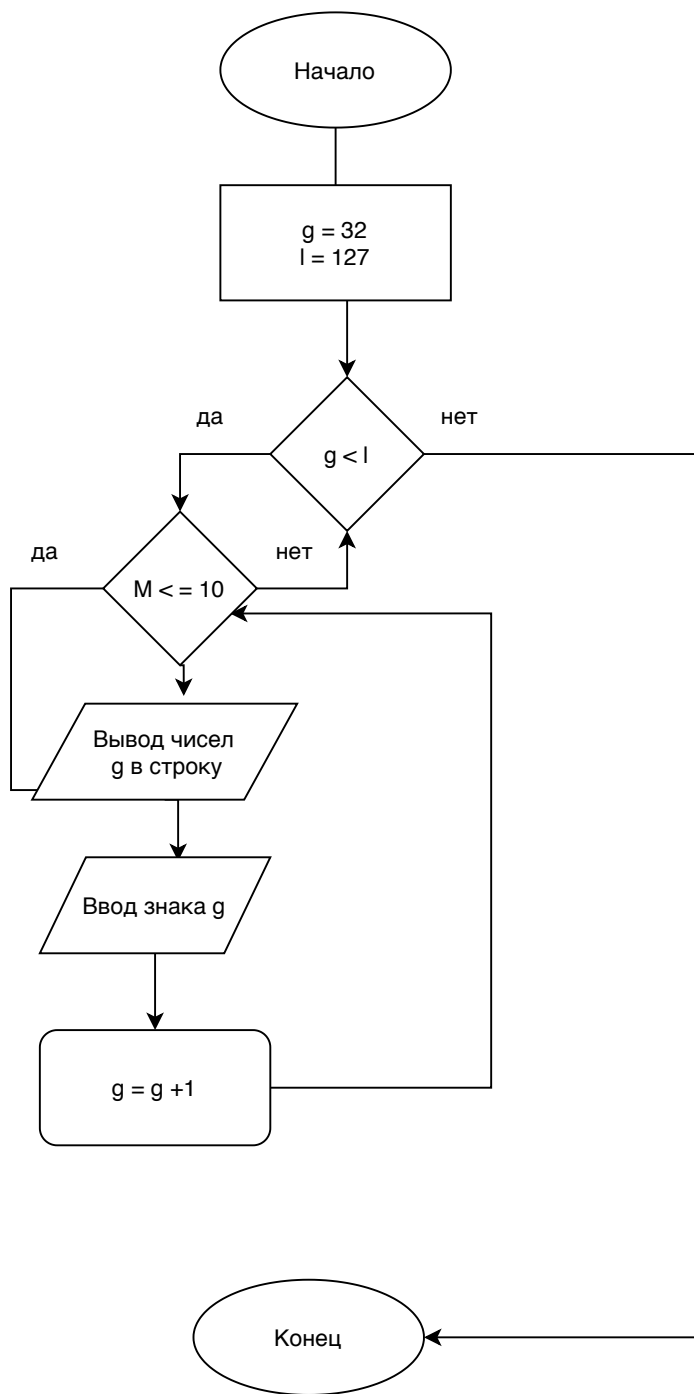 Начало
g = 32
l = 127
да
нет
g < l
да
нет
M < = 10
Вывод чисел
g в строку
Ввод знака g
g = g +1
Конец